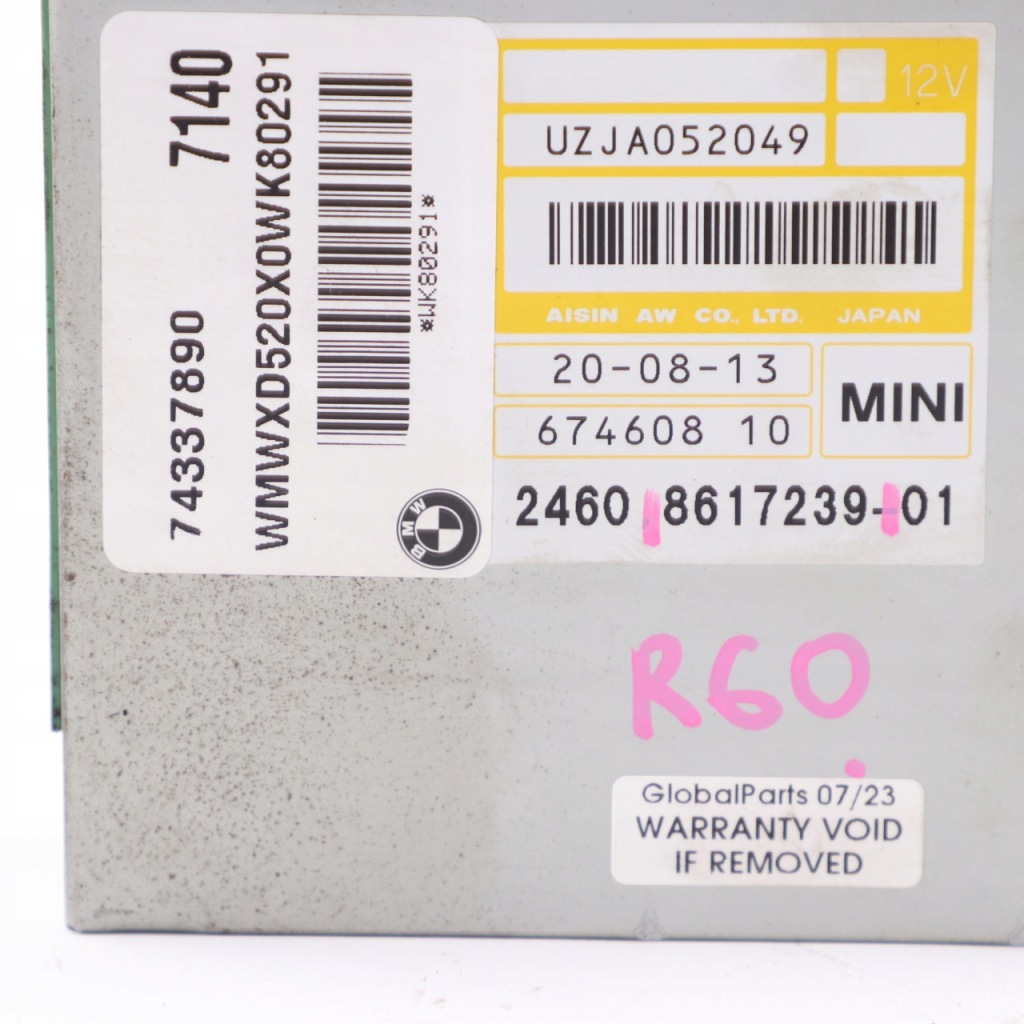 7140
74337890
WMWXD520X0WK80291
*WK80291*
BMW
12V
UZJA052049
AISIN AW CO., LTD. JAPAN
20-08-13
674608 10
MINI
2460 8617239-01
R60
GlobalParts 07/23
WARRANTY VOID
IF REMOVED